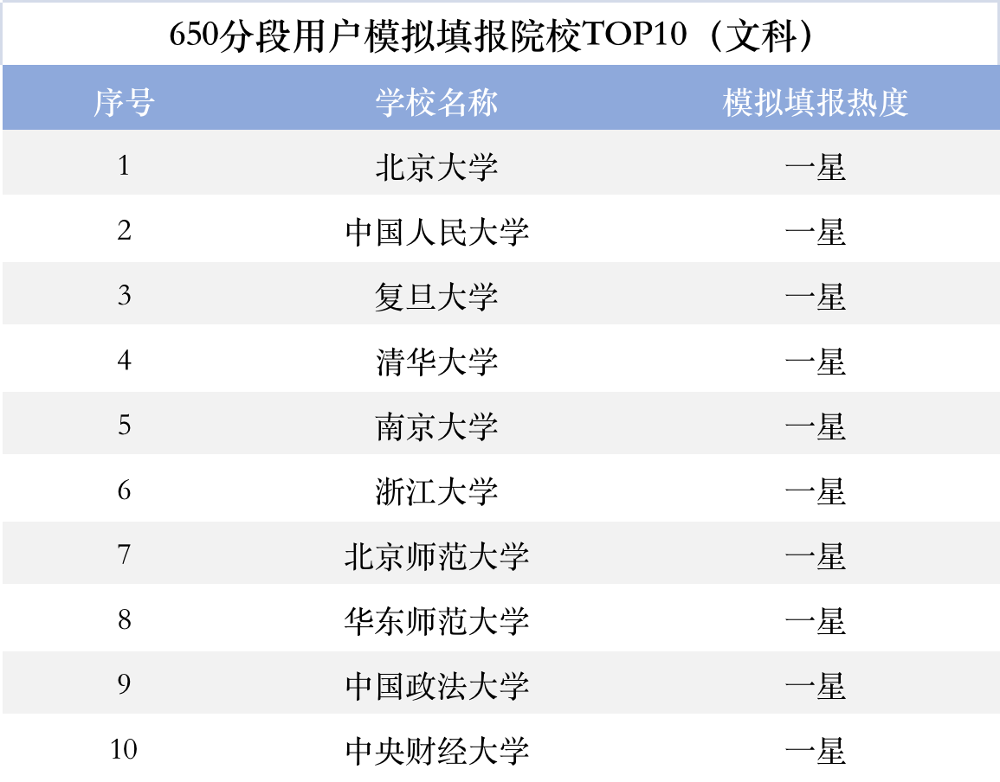 650分段用户模拟填报院校TOP10（文科）
序号 学校名称 模拟填报热度
1 北京大学 一星
2 中国人民大学 一星
3 复旦大学 一星
4 清华大学 一星
5 南京大学 一星
6 浙江大学 一星
7 北京师范大学 一星
8 华东师范大学 一星
9 中国政法大学 一星
10 中央财经大学 一星